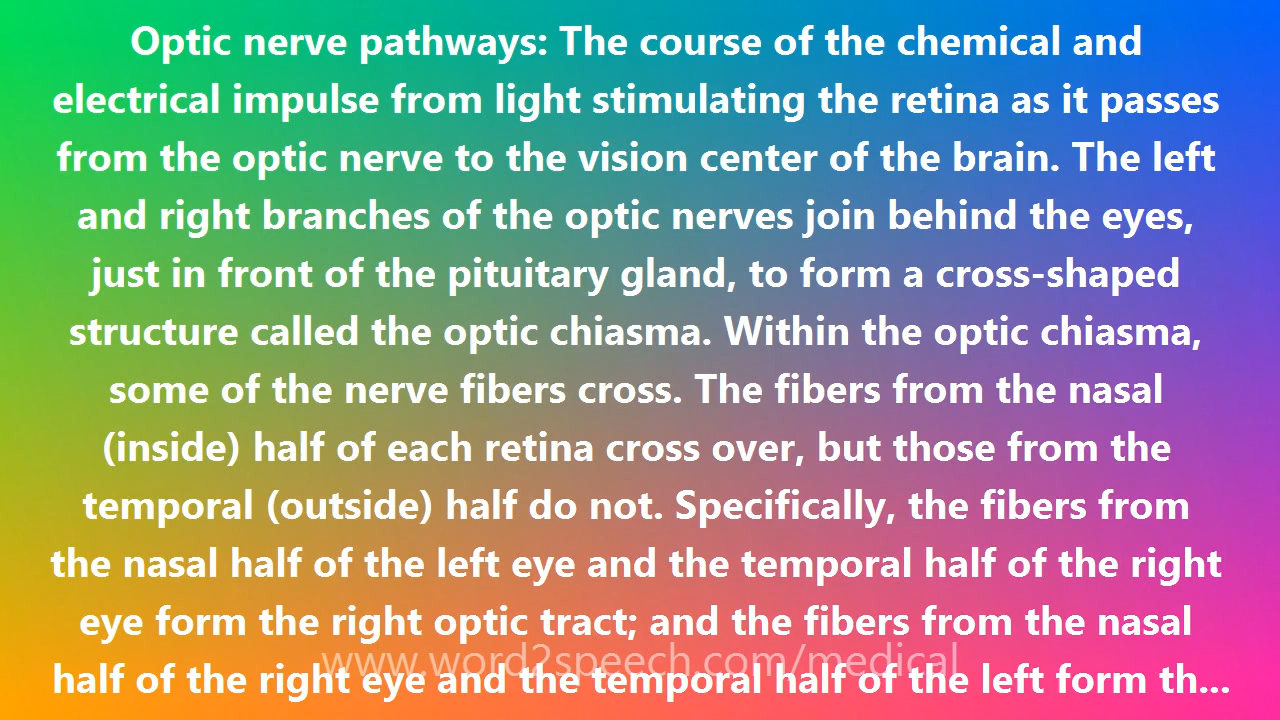 Optic nerve pathways: The course of the chemical and
electrical impulse from light stimulating the retina as it passes
from the optic nerve to the vision center of the brain. The left
and right branches of the optic nerves join behind the eyes,
just in front of the pituitary gland, to form a cross-shaped
structure called the optic chiasma. Within the optic chiasma,
some of the nerve fibers cross. The fibers from the nasal
(inside) half of each retina cross over, but those from the
temporal (outside) half do not. Specifically, the fibers from
the nasal half of the left eye and the temporal half of the right
eye form the right optic tract; and the fibers from the nasal
www.word2speech.com/medical
half of the right eye and the temporal half of the left form th...